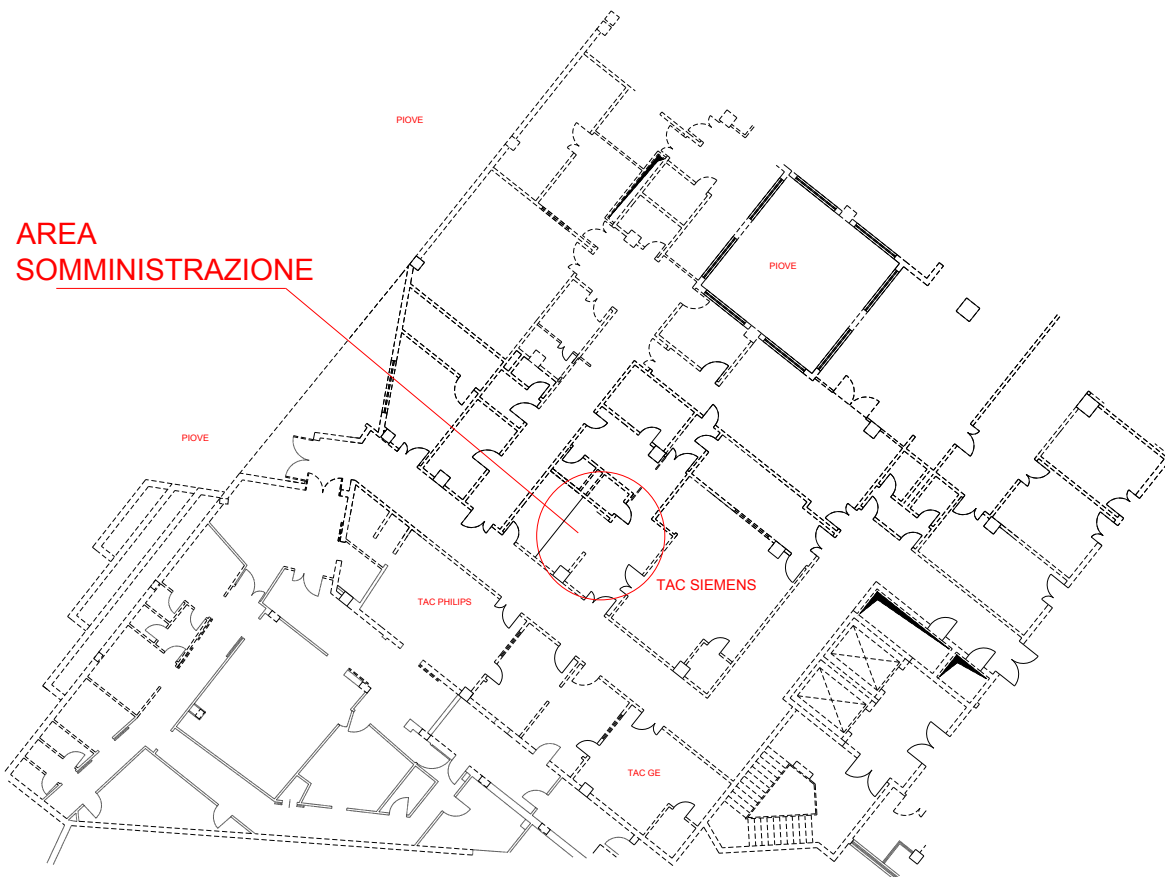 PIOVE
AREA
SOMMINISTRAZIONE
PIOVE
PIOVE
TAC SIEMENS
TAC PHILIPS
TAC GE